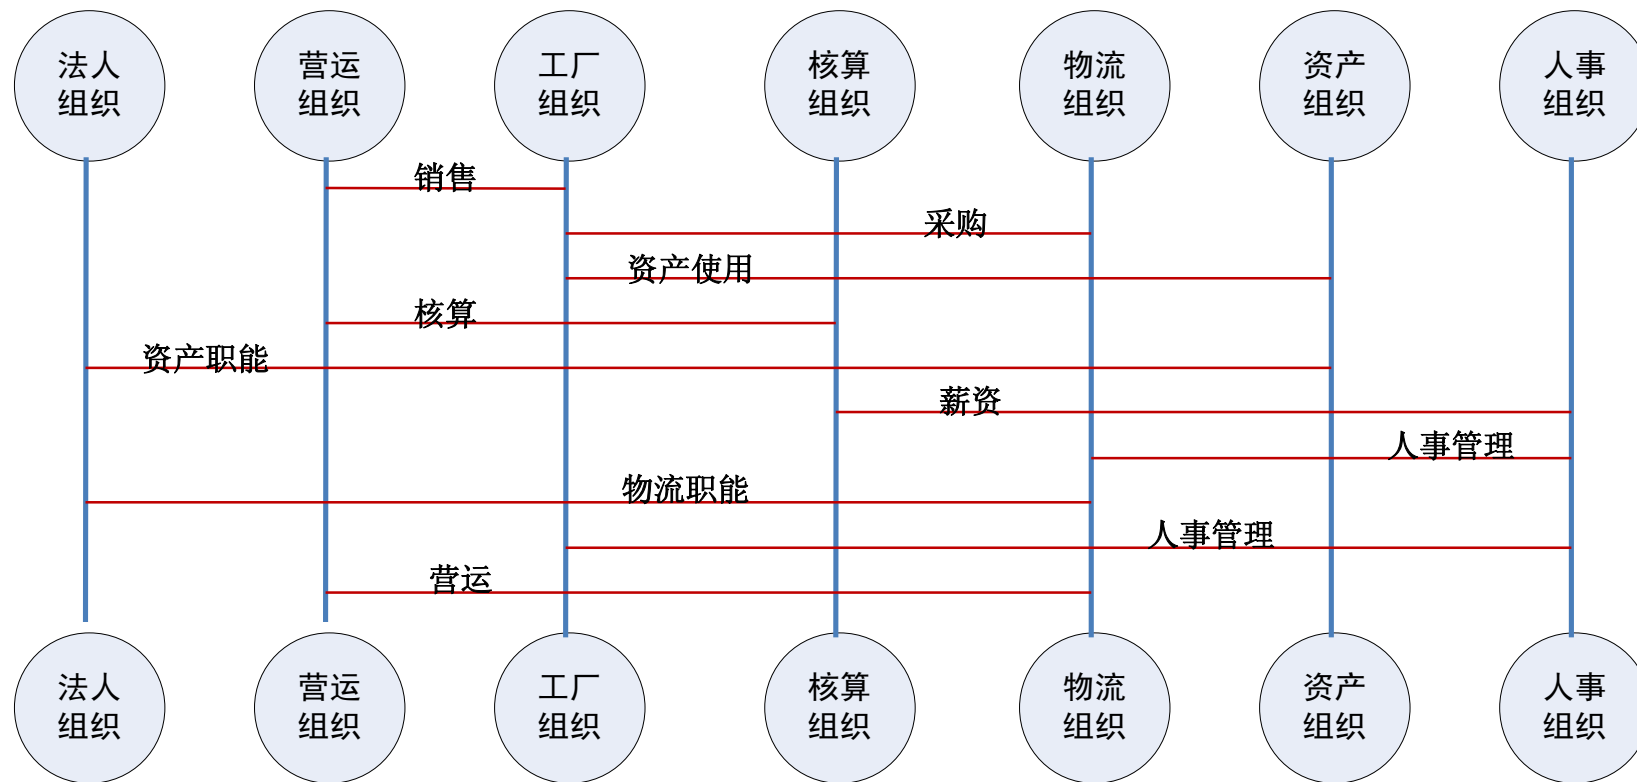 法人
组织
营运
组织
工厂
组织
核算
组织
物流
组织
资产
组织
人事
组织
销售
采购
资产使用
核算
资产职能
薪资
人事管理
物流职能
人事管理
营运
法人
组织
营运
组织
工厂
组织
核算
组织
物流
组织
资产
组织
人事
组织